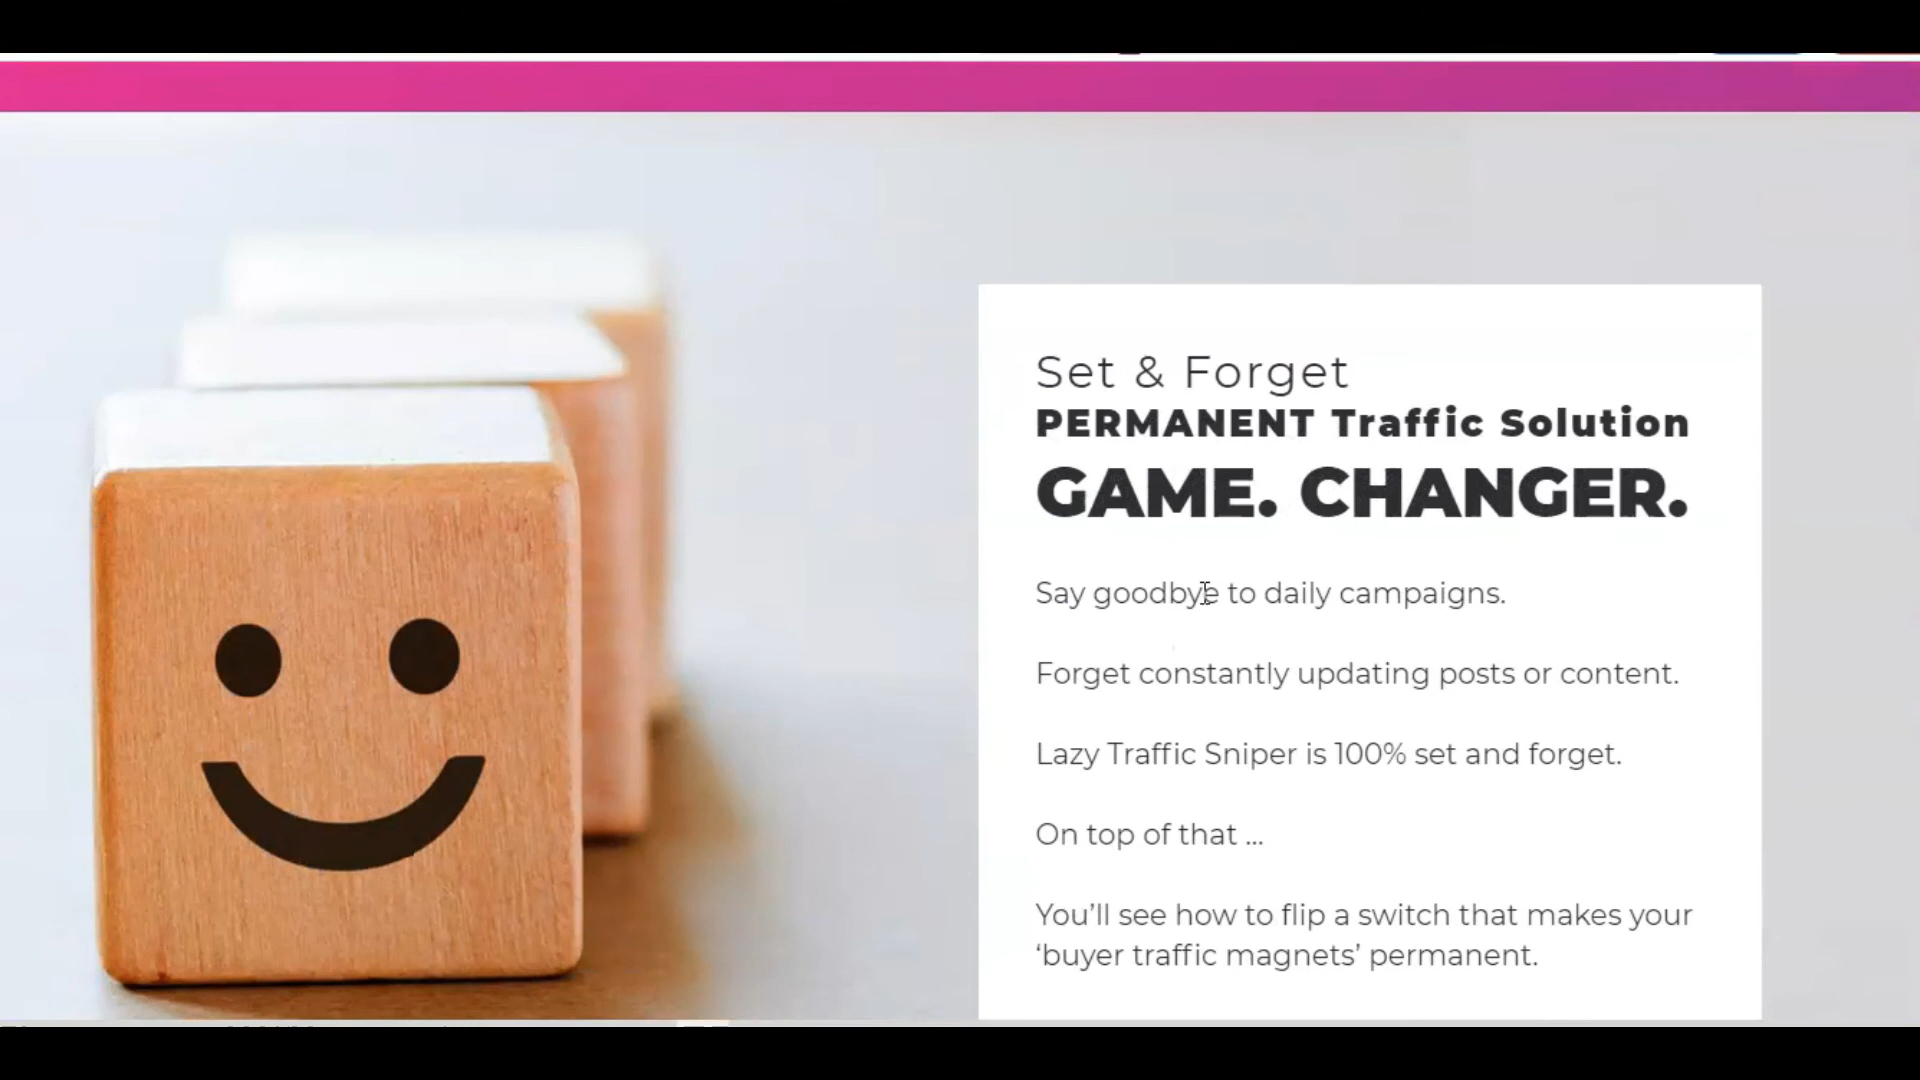 Set & Forget
PERMANENT Traffic Solution
GAME. CHANGER.
Say goodbye to daily campaigns.
Forget constantly updating posts or content.
Lazy Traffic Sniper is 100% set and forget.
On top of that ...
You’ll see how to flip a switch that makes your
‘buyer traffic magnets’ permanent.